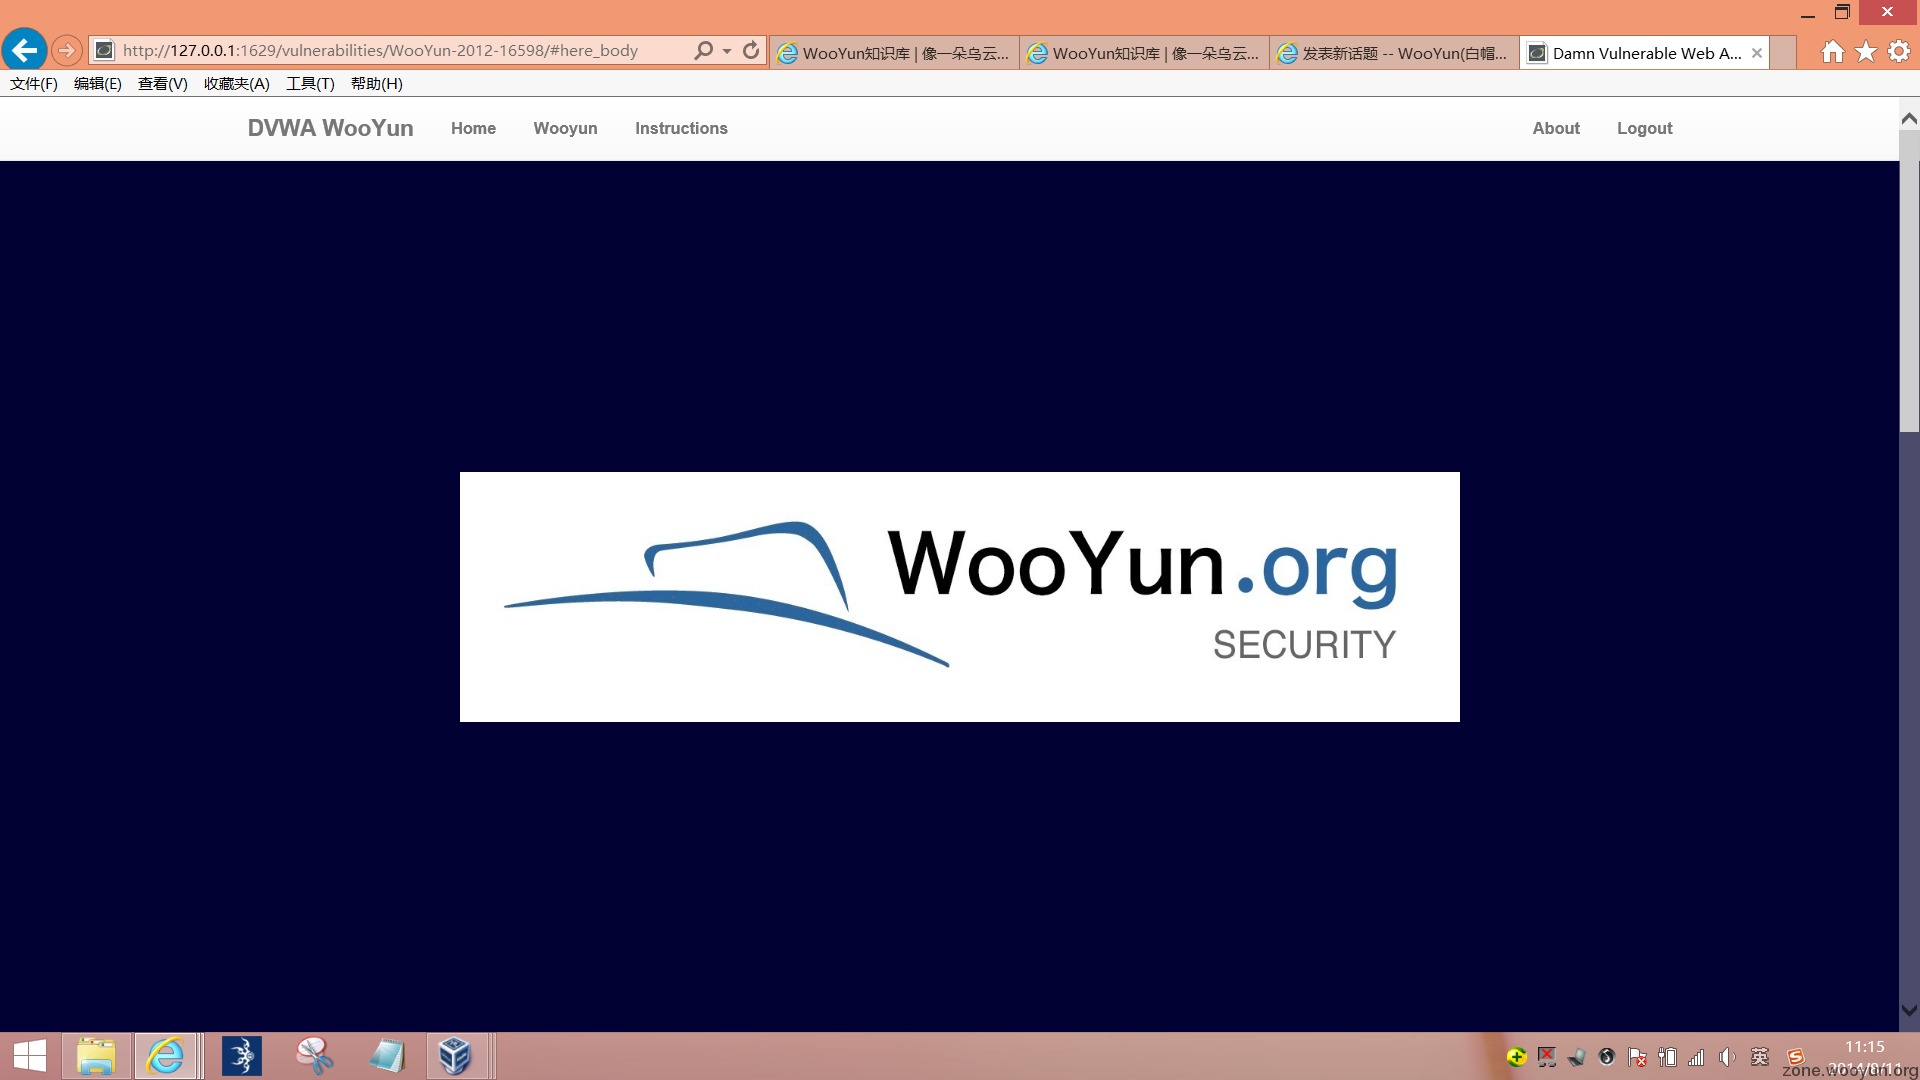 http://127.0.0.1:1629/vulnerabilities/WooYun-2012-16598/#here_body
WooYun知识库 | 像一朵乌云...
WooYun知识库 | 像一朵乌云...
发表新话题 -- WooYun(白帽...
Damn Vulnerable Web A...
文件(F) 编辑(E) 查看(V) 收藏夹(A) 工具(T) 帮助(H)
DVWA WooYun Home Wooyun Instructions About Logout
WooYun.org
SECURITY
英
11:15
2014/8/11
zone.wooyun.org